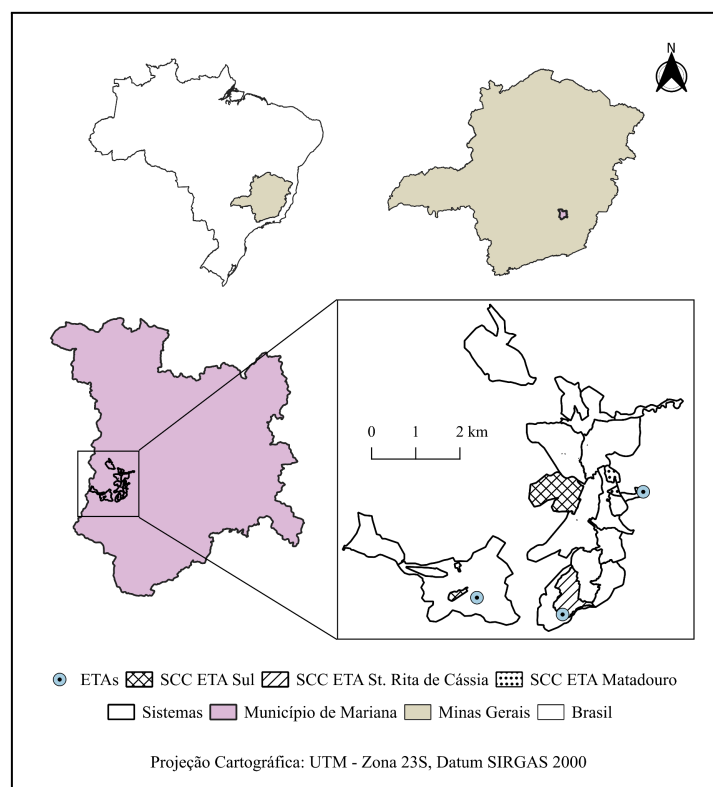 N
0 1 2 km
ETAs SCC ETA Sul SCC ETA St. Rita de Cássia SCC ETA Matadouro
Sistemas Município de Mariana Minas Gerais Brasil
Projeção Cartográfica: UTM - Zona 23S, Datum SIRGAS 2000